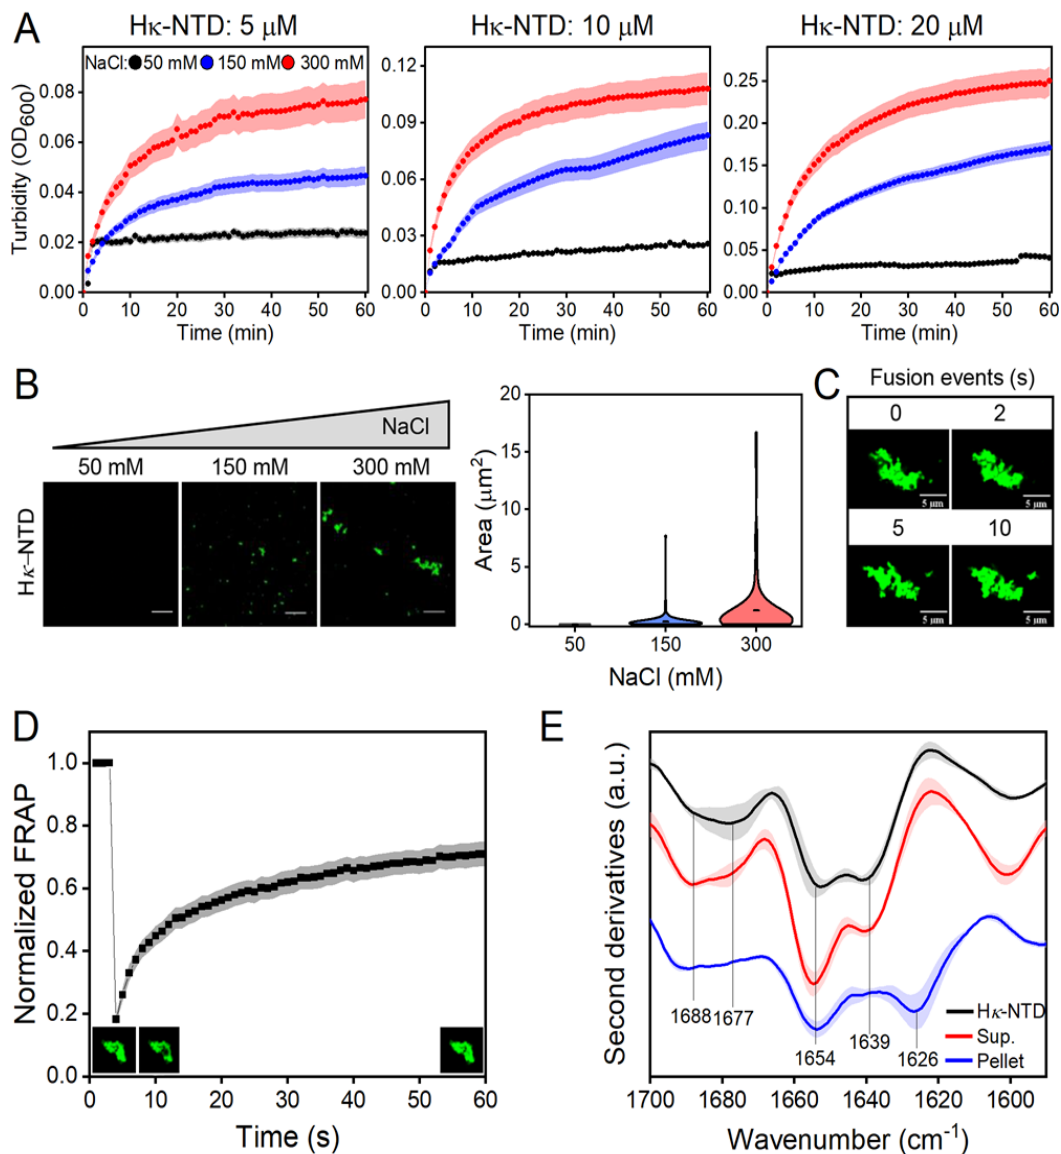 A
Hκ-NTD: 5 μM
Hκ-NTD: 10 μM
Hκ-NTD: 20 μM
NaCl: 50 mM 150 mM 300 mM
Turbidity (OD600)
0.08
0.06
0.04
0.02
0.00
0 10 20 30 40 50 60
Time (min)
0.12
0.09
0.06
0.03
0.00
0 10 20 30 40 50 60
Time (min)
0.25
0.20
0.15
0.10
0.05
0.00
0 10 20 30 40 50 60
Time (min)
B
NaCl
50 mM 150 mM 300 mM
Hκ–NTD
Area (μm2)
20
15
10
5
0
50 150 300
NaCl (mM)
C
Fusion events (s)
0 2
5 μm 5 μm
5 10
5 μm 5 μm
D
Normalized FRAP
1.0
0.8
0.6
0.4
0.2
0.0
0 10 20 30 40 50 60
Time (s)
E
Second derivatives (a.u.)
1688 1677
1654
1639
1626
Hκ-NTD
Sup.
Pellet
1700 1680 1660 1640 1620 1600
Wavenumber (cm-1)